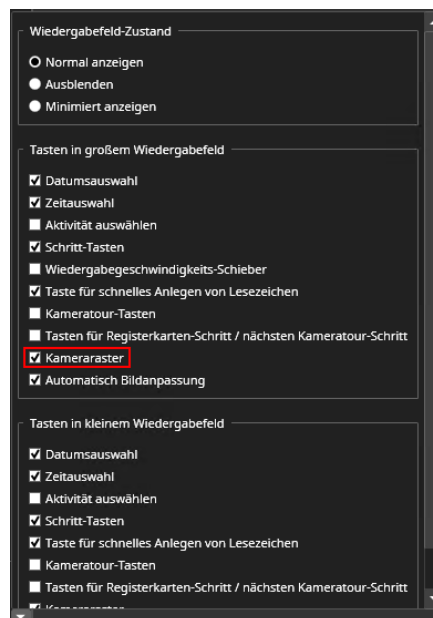 Wiedergabefeld-Zustand
Normal anzeigen
Ausblenden
Minimiert anzeigen
Tasten in großem Wiedergabefeld
Datumsauswahl
Zeitauswahl
Aktivität auswählen
Schritt-Tasten
Wiedergabegeschwindigkeits-Schieber
Taste für schnelles Anlegen von Lesezeichen
Kameratour-Tasten
Tasten für Registerkarten-Schritt / nächsten Kameratour-Schritt
Kameraraster
Automatisch Bildanpassung
Tasten in kleinem Wiedergabefeld
Datumsauswahl
Zeitauswahl
Aktivität auswählen
Schritt-Tasten
Taste für schnelles Anlegen von Lesezeichen
Kameratour-Tasten
Tasten für Registerkarten-Schritt / nächsten Kameratour-Schritt